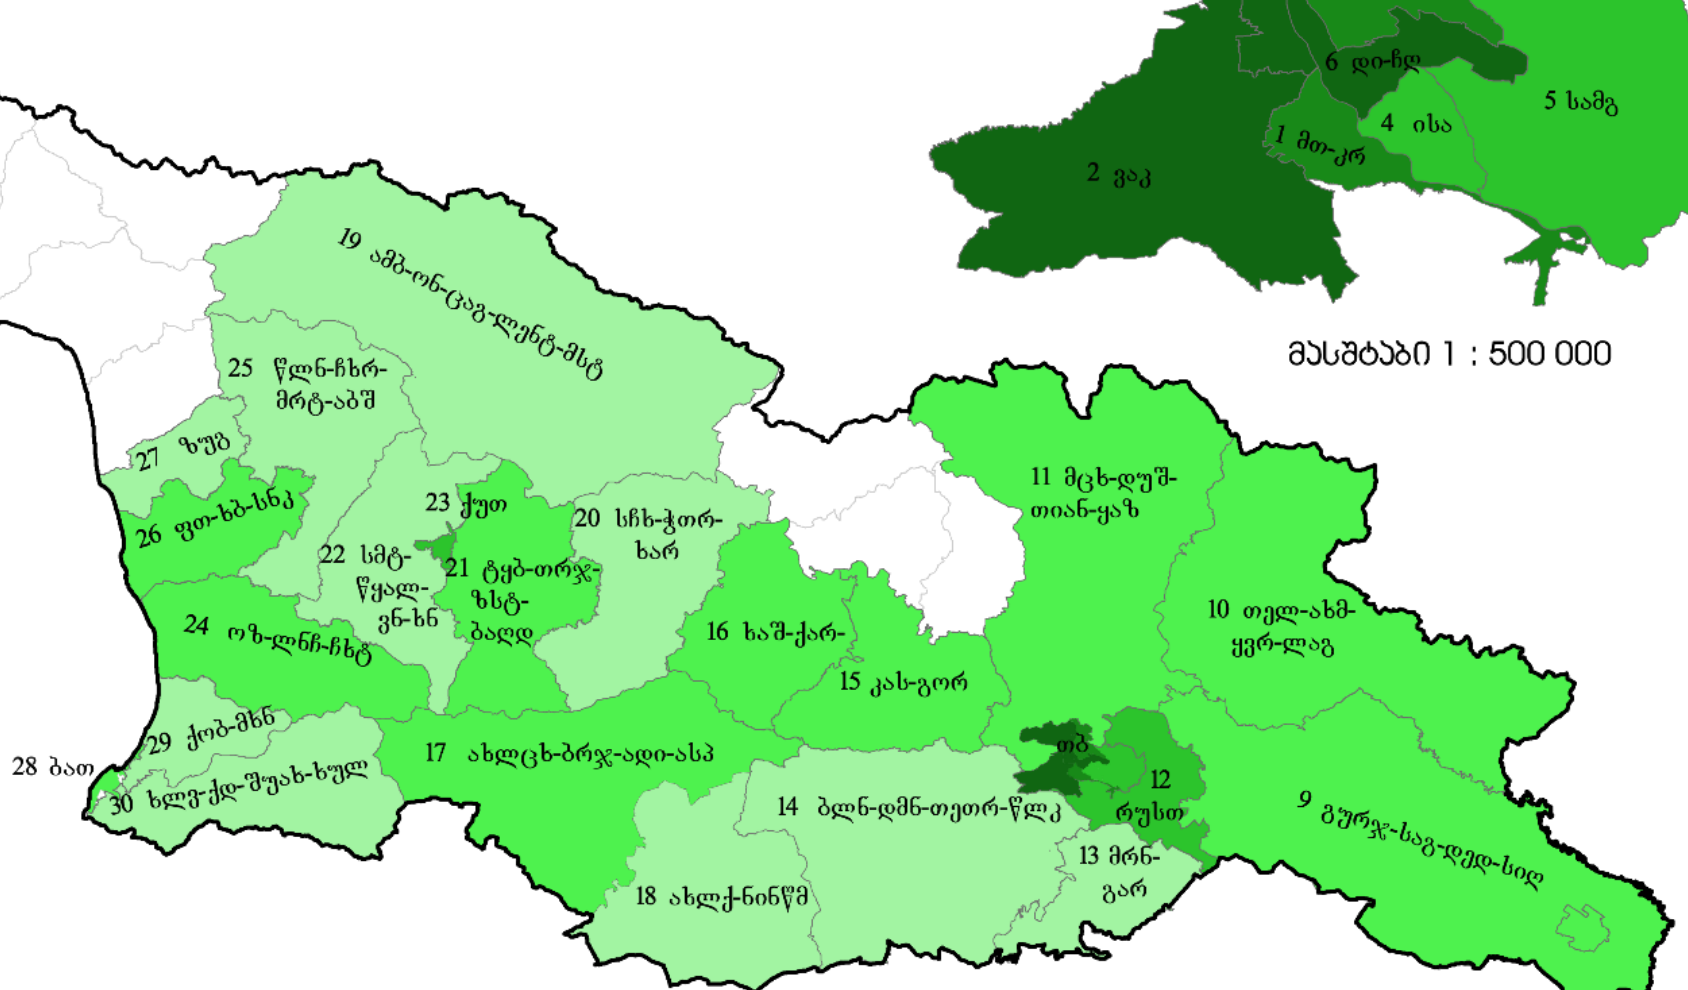 6 დი-ჩღ
5 სამგ
4 ისა
1 მთ-კრ
2 ვაკ
მასშტაბი 1 : 500 000
19 ამბ-ონ-ცაგ-ლენტ-მსტ
25 წლნ-ჩხრ-
მრტ-აბშ
27 ზუგ
26 ფთ-ხბ-სნკ
23 ქუთ
20 სჩხ-ჭთრ-
ხარ
22 სმტ-
წყალ-
ვნ-ხნ
21 ტყბ-თრჯ-
ზსტ-
ბაღდ
11 მცხ-დუშ-
თიან-ყაზ
10 თელ-ახმ-
ყვრ-ლაგ
24 ოზ-ლნჩ-ჩხტ
16 ხაშ-ქარ-
15 კას-გორ
29 ქობ-მხნ
28 ბათ
30 ხლვ-ქდ-შუახ-ხულ
17 ახლცხ-ბრჯ-ადი-ასპ
თბ
12
რუსთ
14 ბლნ-დმნ-თეთრ-წლკ
9 გურჯ-საგ-დედ-სიღ
13 მრნ-
გარ
18 ახლქ-ნინწმ